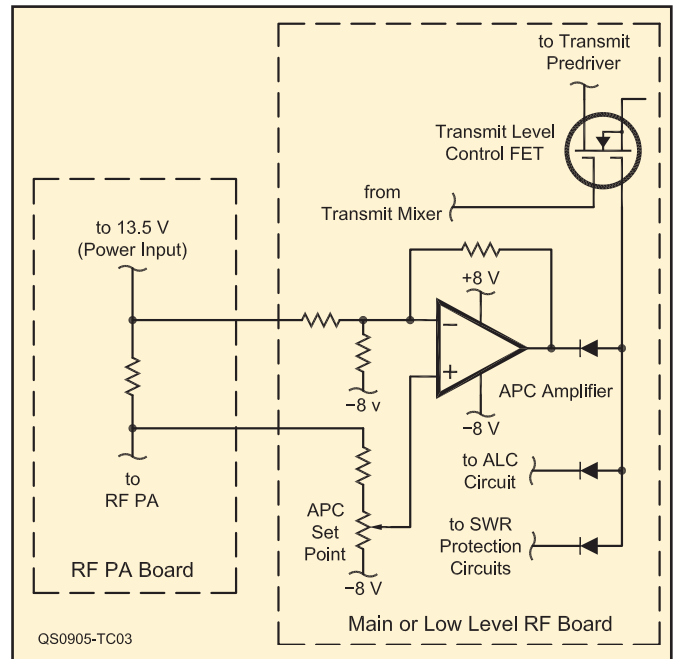 to Transmit
Predriver
Transmit Level
Control FET
from
Transmit Mixer
to 13.5 V
(Power Input)
+8 V
−
+
−8 v
−8 V
APC Amplifier
to
RF PA
APC
Set
Point
to ALC
Circuit
to SWR
Protection
Circuits
−8 V
RF PA Board
Main or Low Level RF Board
QS0905-TC03